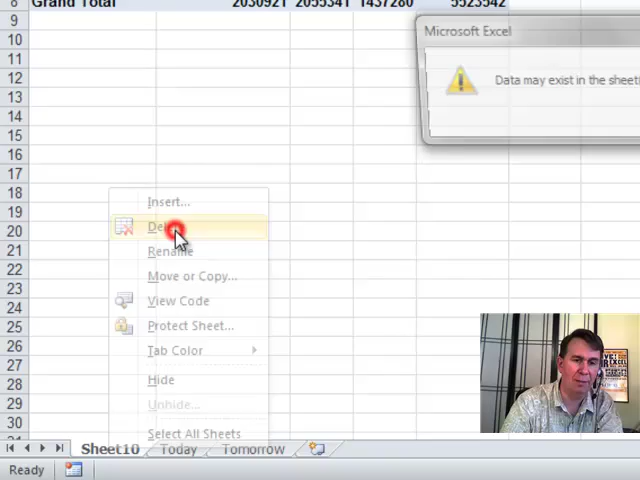 8 Grand Total 2030921 2055341 1437280 5523542
9
Microsoft Excel
10
11
12
Data may exist in the sheet
13
14
15
16
17
18
Insert...
19
20
21
Rename
22
Move or Copy...
23
View Code
24
25
Protect Sheet...
26
Tab Color
27
28
Hide
29
Unhide...
30
Select All Sheets
Sheet10 Today Tomorrow
Ready